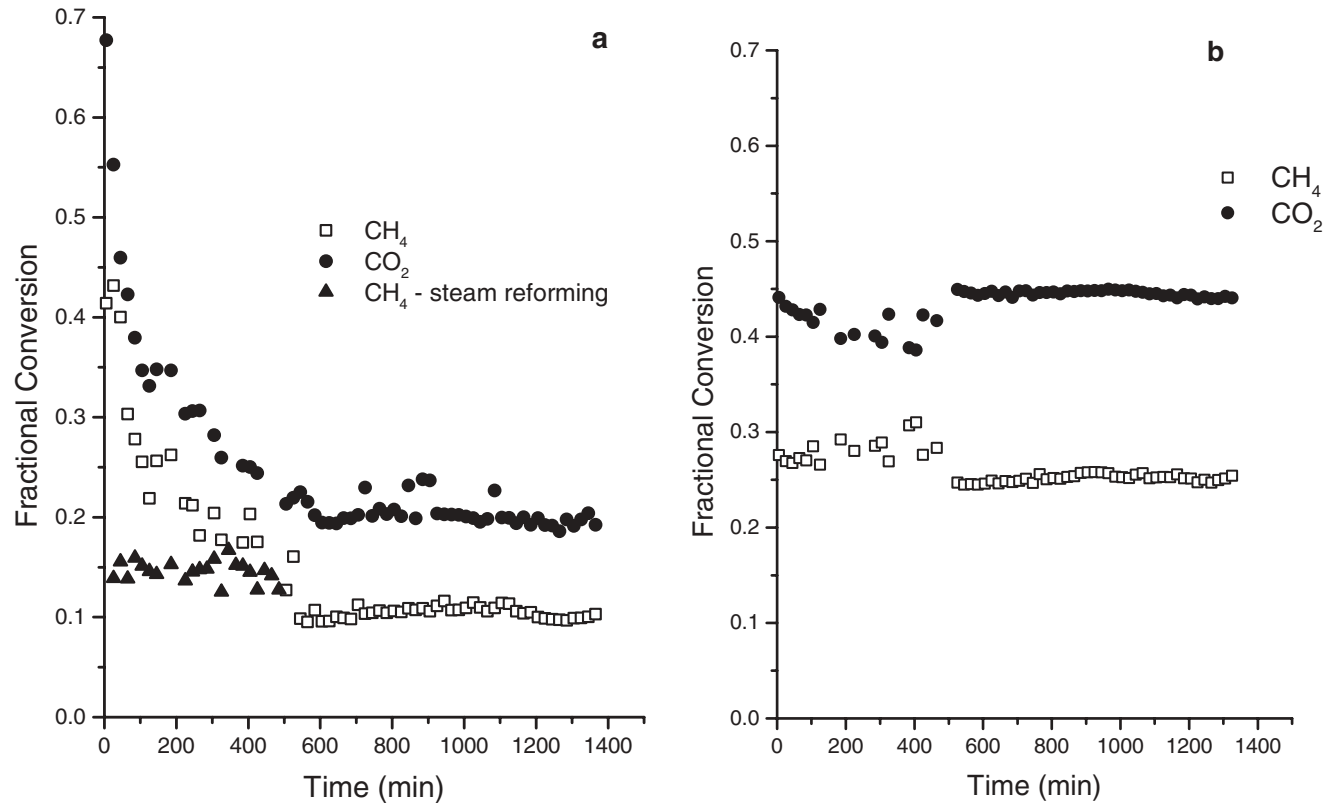 a
0.7
0.6
0.5
0.4
0.3
0.2
0.1
0.0
Fractional Conversion
CH₄
CO₂
CH₄ - steam reforming
0 200 400 600 800 1000 1200 1400
Time (min)
b
0.7
0.6
0.5
0.4
0.3
0.2
0.1
0.0
Fractional Conversion
CH₄
CO₂
0 200 400 600 800 1000 1200 1400
Time (min)